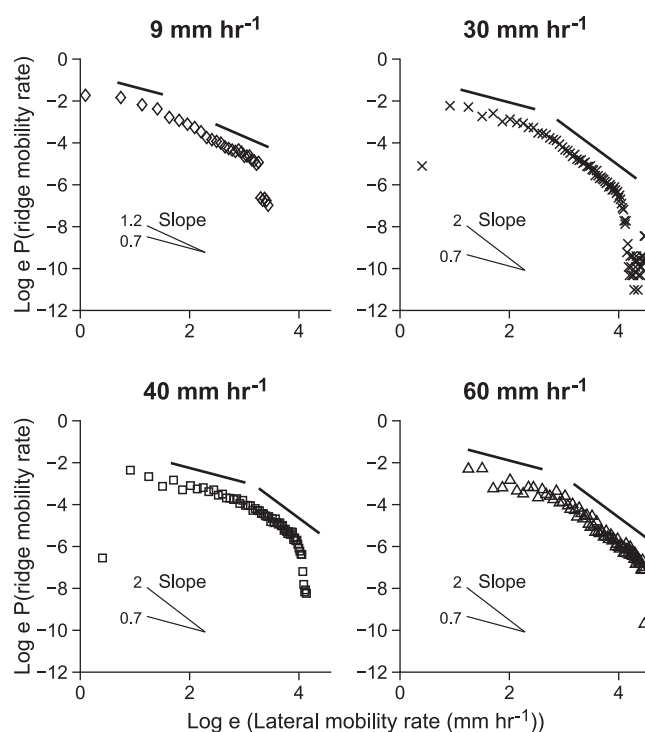 9 mm hr⁻¹
30 mm hr⁻¹
Log e P(ridge mobility rate)
0
−2
−4
−6
−8
−10
−12
1.2 Slope
0.7
0 2 4
0
−2
−4
−6
−8
−10
−12
2 Slope
0.7
0 2 4
40 mm hr⁻¹
60 mm hr⁻¹
Log e P(ridge mobility rate)
0
−2
−4
−6
−8
−10
−12
2 Slope
0.7
0 2 4
0
−2
−4
−6
−8
−10
−12
2 Slope
0.7
0 2 4
Log e (Lateral mobility rate (mm hr⁻¹))